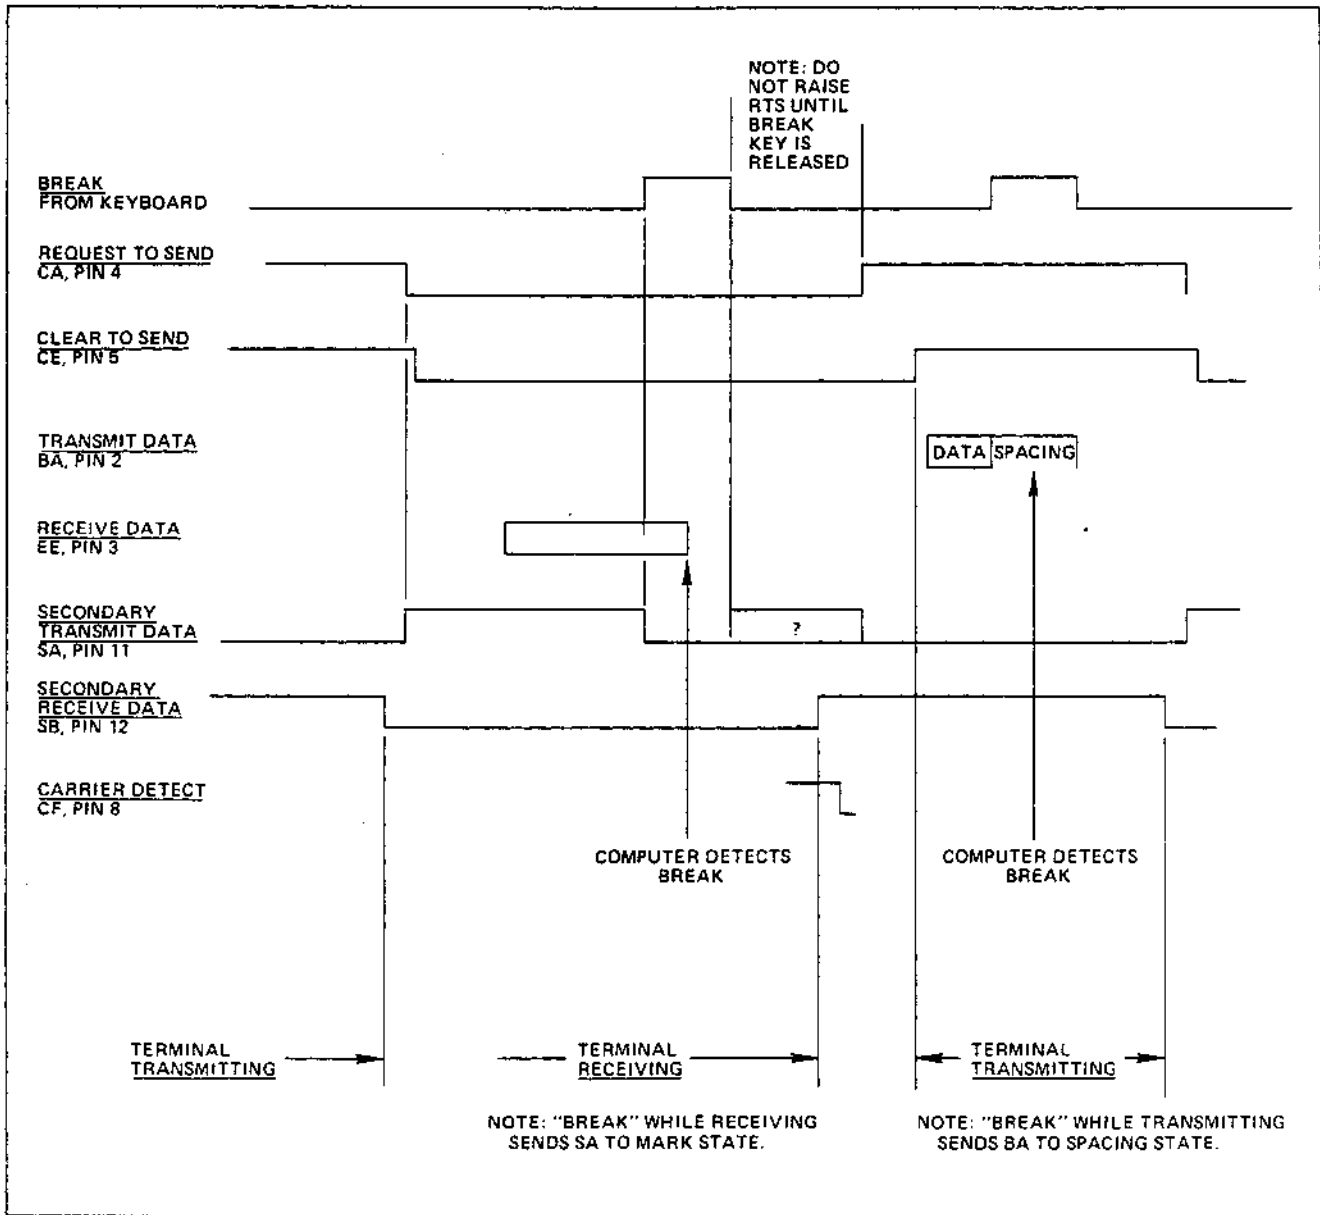 NOTE: DO
NOT RAISE
RTS UNTIL
BREAK
KEY IS
RELEASED
BREAK
FROM KEYBOARD
REQUEST TO SEND
CA, PIN 4
CLEAR TO SEND
CE, PIN 5
TRANSMIT DATA
BA, PIN 2
DATA SPACING
RECEIVE DATA
EE, PIN 3
SECONDARY
TRANSMIT DATA
SA, PIN 11
?
SECONDARY
RECEIVE DATA
SB, PIN 12
CARRIER DETECT
CF, PIN 8
COMPUTER DETECTS
BREAK
COMPUTER DETECTS
BREAK
TERMINAL
TRANSMITTING
TERMINAL
RECEIVING
TERMINAL
TRANSMITTING
NOTE: "BREAK" WHILE RECEIVING
SENDS SA TO MARK STATE.
NOTE: "BREAK" WHILE TRANSMITTING
SENDS BA TO SPACING STATE.